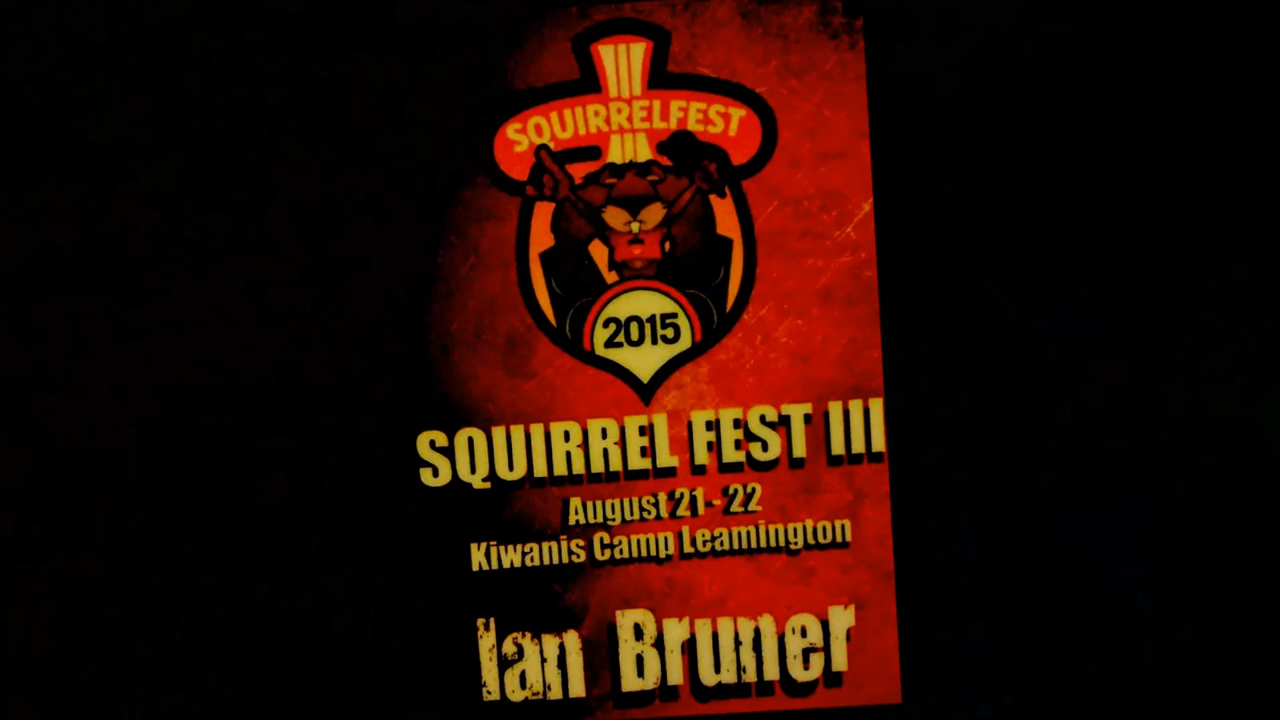 III
SQUIRRELFEST
2015
SQUIRREL FEST III
August 21 - 22
Kiwanis Camp Leamington
Ian Bruner